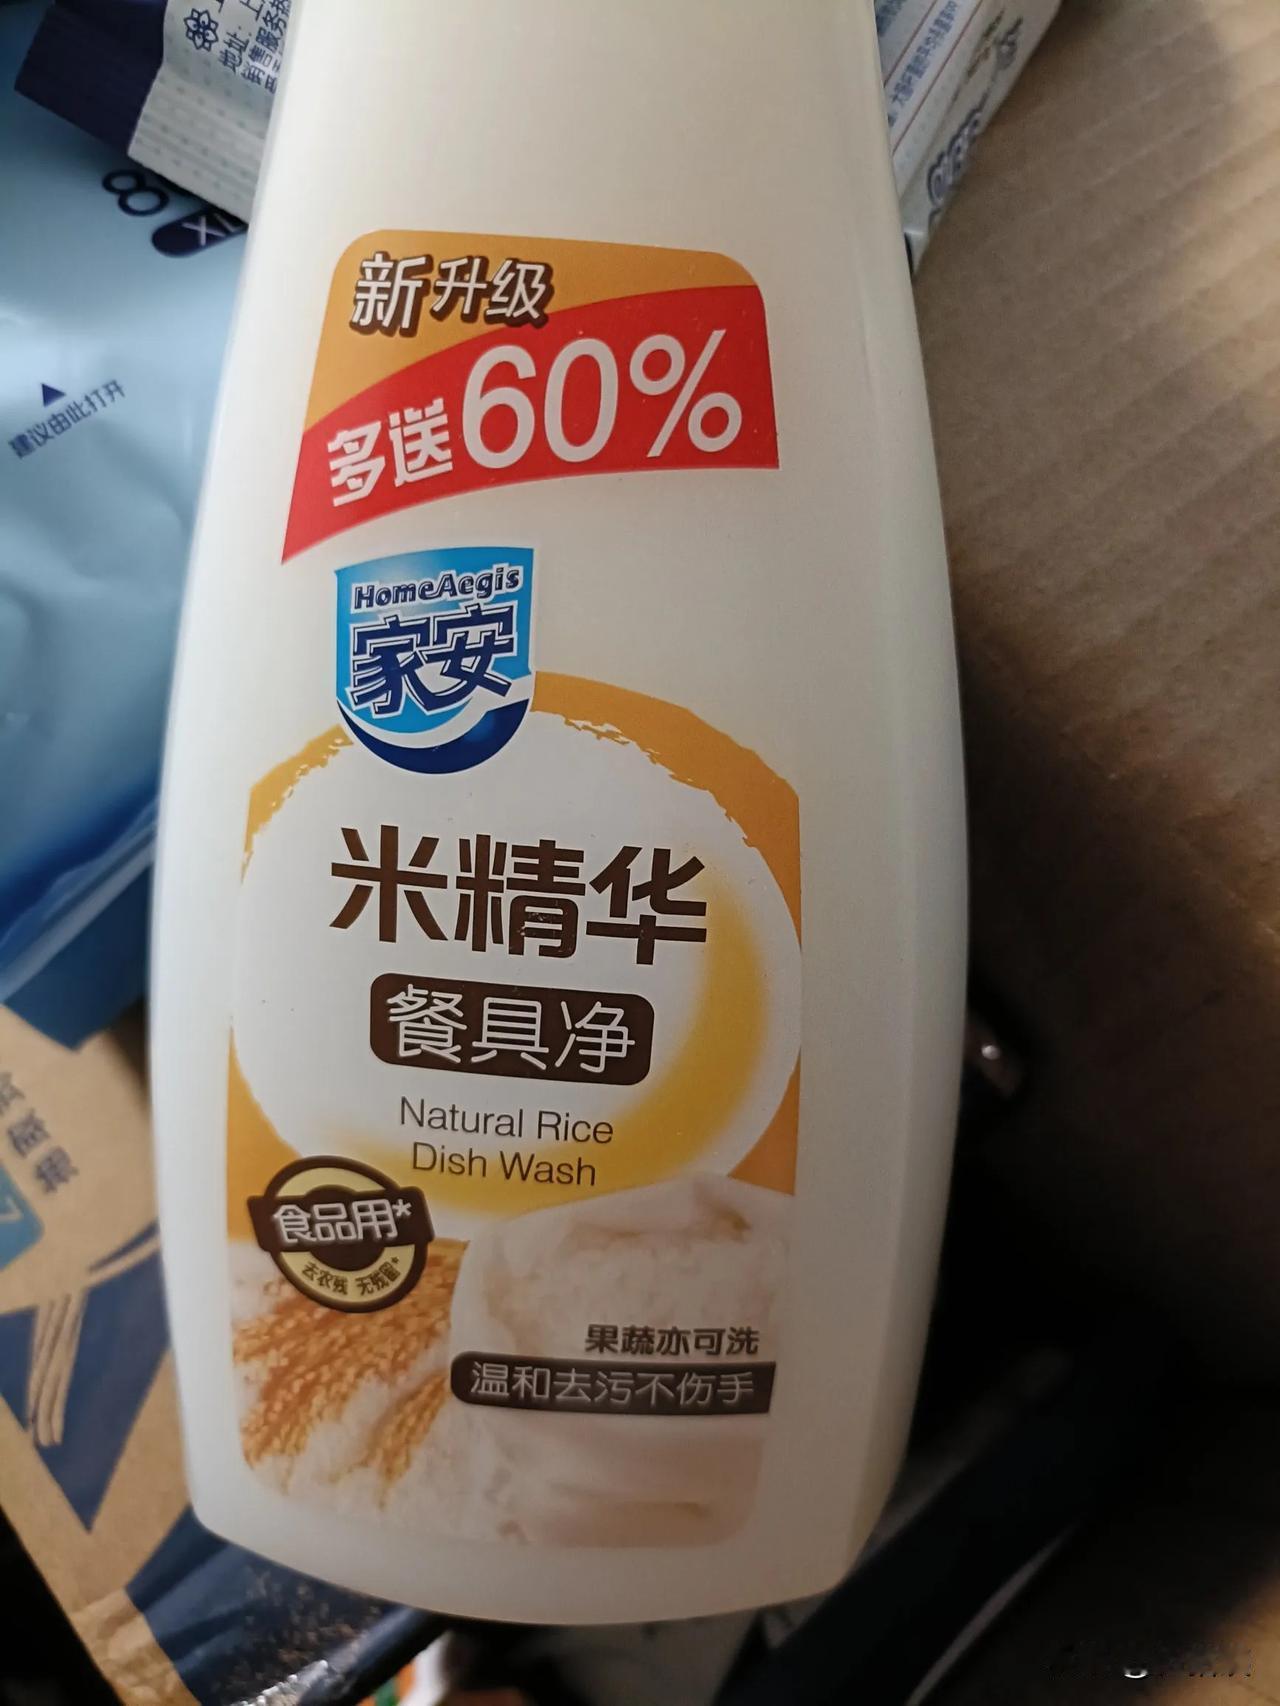 新升级
多送60%
HomeAegis
家安
米精华
餐具净
Natural Rice
Dish Wash
食品用*
去农残 无残留*
果蔬亦可洗
温和去污不伤手
建议由此打开